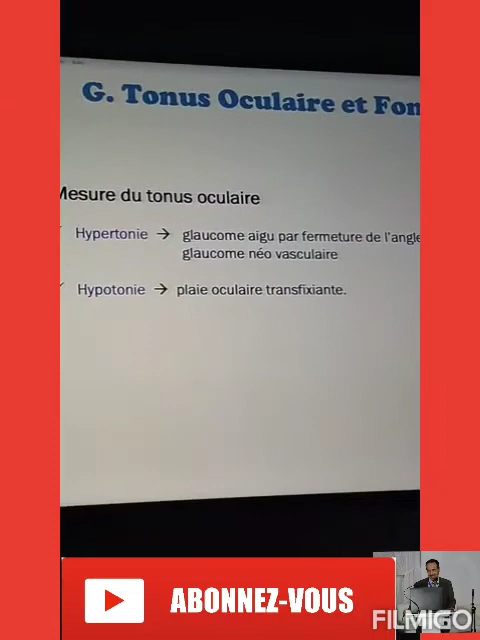 G. Tonus Oculaire et Fon
Mesure du tonus oculaire
✓ Hypertonie → glaucome aigu par fermeture de l'angle
glaucome néo vasculaire
✓ Hypotonie → plaie oculaire transfixiante.
ABONNEZ-VOUS
FILMIGO